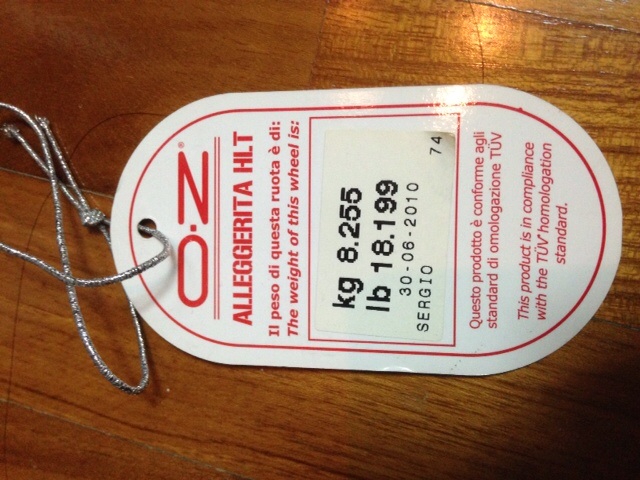 O·Z®
ALLEGGERITA HLT
Il peso di questa ruota è di:
The weight of this wheel is:
kg 8.255
lb 18.199
30-06-2010
SERGIO 74
Questo prodotto è conforme agli
standard di omologazione TÜV
This product is in compliance
with the TÜV homologation
standard.